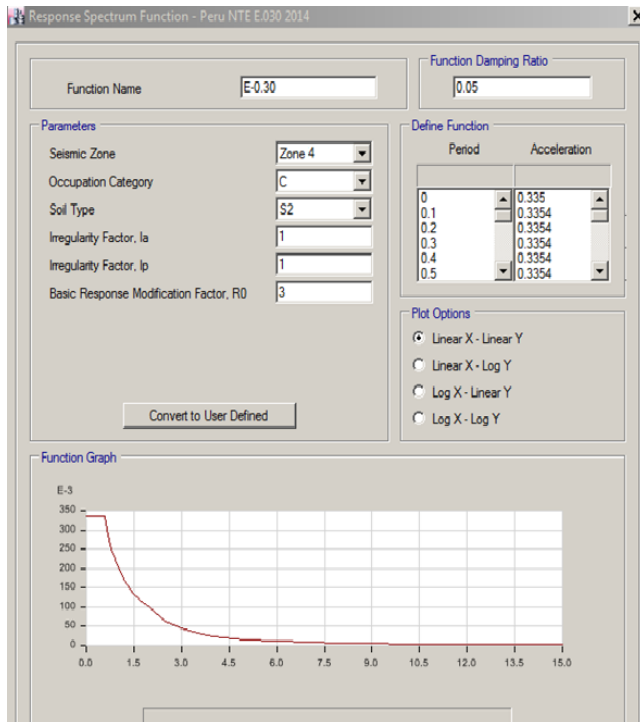 Response Spectrum Function - Peru NTE E.030 2014
Function Name
E-0.30
Function Damping Ratio
0.05
Parameters
Seismic Zone Zone 4
Occupation Category C
Soil Type S2
Irregularity Factor, Ia 1
Irregularity Factor, Ip 1
Basic Response Modification Factor, R0 3
Convert to User Defined
Define Function
Period Acceleration
0 0.335
0.1 0.3354
0.2 0.3354
0.3 0.3354
0.4 0.3354
0.5 0.3354
Plot Options
Linear X - Linear Y
Linear X - Log Y
Log X - Linear Y
Log X - Log Y
Function Graph
E-3
350
300
250
200
150
100
50
0
0.0 1.5 3.0 4.5 6.0 7.5 9.0 10.5 12.0 13.5 15.0